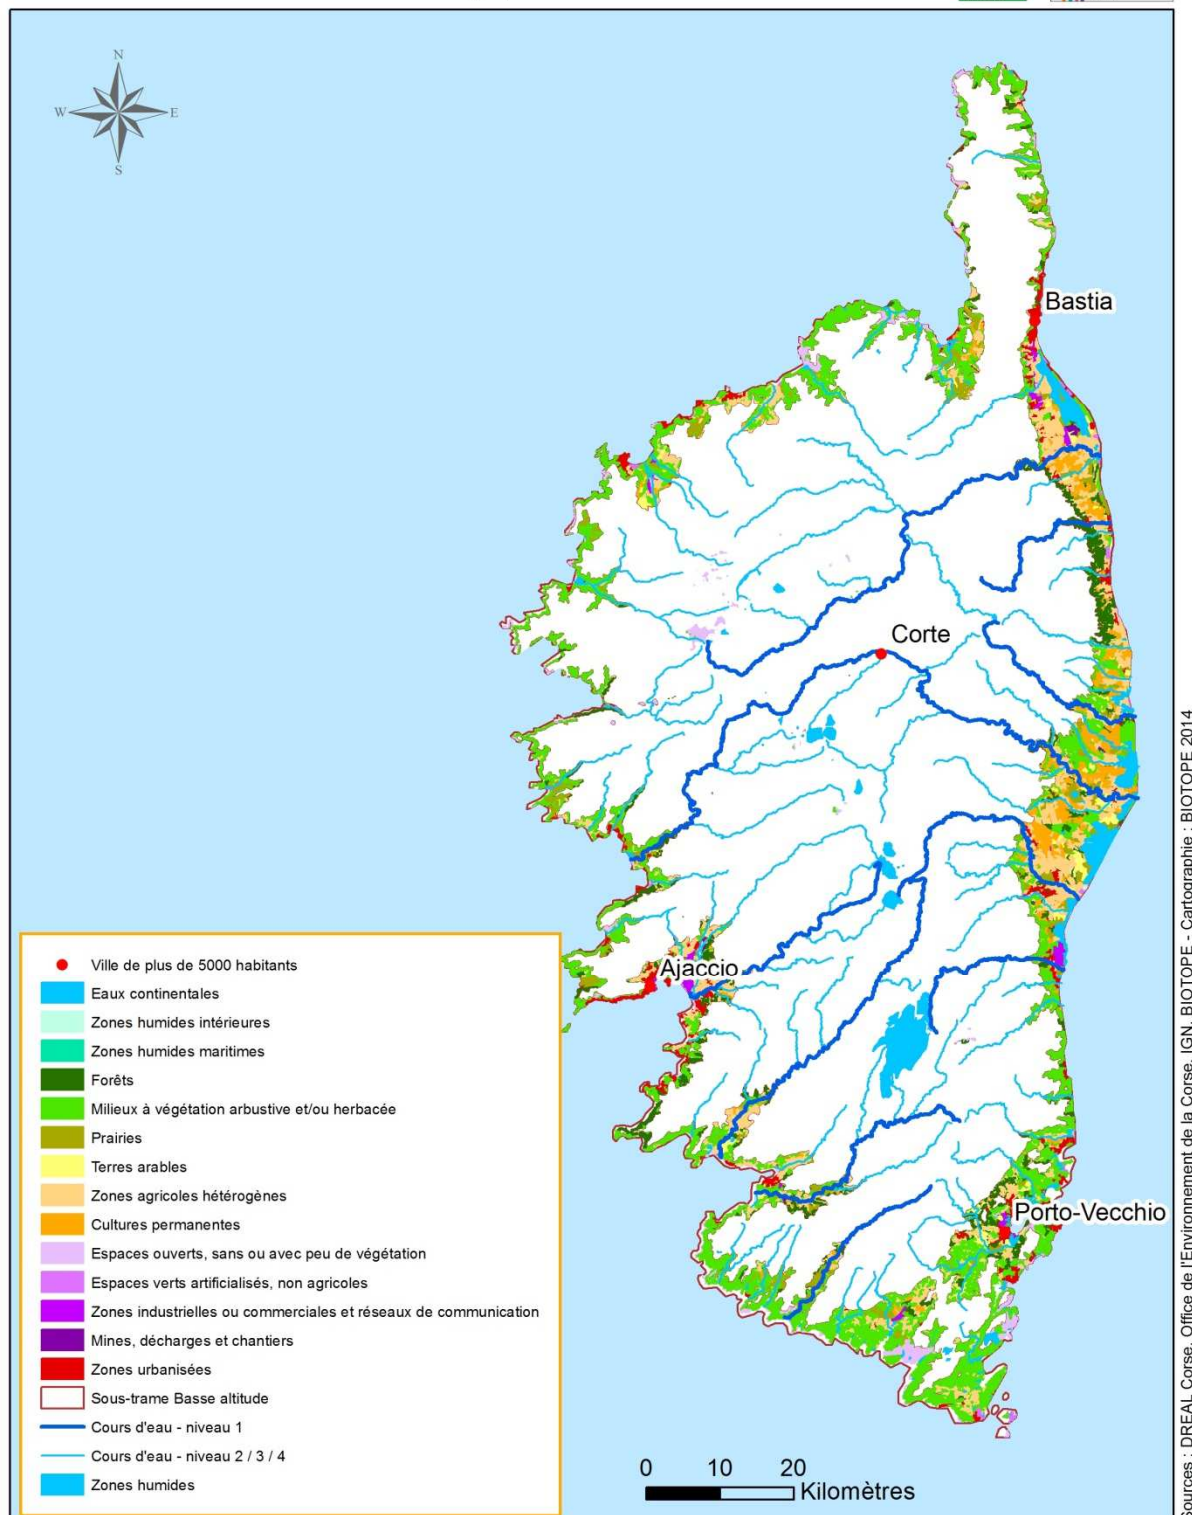 N
W
E
S
Bastia
Corte
Ajaccio
Porto-Vecchio
Ville de plus de 5000 habitants
Eaux continentales
Zones humides intérieures
Zones humides maritimes
Forêts
Milieux à végétation arbustive et/ou herbacée
Prairies
Terres arables
Zones agricoles hétérogènes
Cultures permanentes
Espaces ouverts, sans ou avec peu de végétation
Espaces verts artificialisés, non agricoles
Zones industrielles ou commerciales et réseaux de communication
Mines, décharges et chantiers
Zones urbanisées
Sous-trame Basse altitude
Cours d'eau - niveau 1
Cours d'eau - niveau 2 / 3 / 4
Zones humides
0 10 20
Kilomètres
Sources : DREAL Corse, Office de l'Environnement de la Corse, IGN, BIOTOPE - Cartographie : BIOTOPE 2014